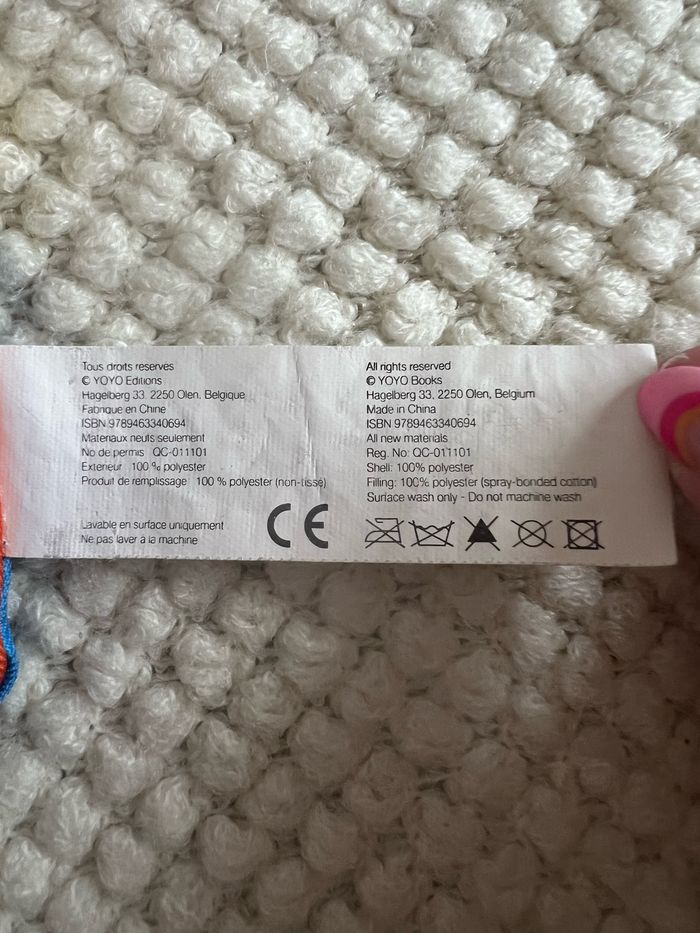 Tous droits reserves
© YOYO Editions
Hagelberg 33, 2250 Olen, Belgique
Fabrique en Chine
ISBN 9789463340694
Materiaux neufs seulement
No de permis QC-011101
Exterieur 100 % polyester
Produit de remplissage 100 % polyester (non-tisse)
Lavable en surface uniquement
Ne pas laver à la machine
CE
All rights reserved
© YOYO Books
Hagelberg 33, 2250 Olen, Belgium
Made in China
ISBN 9789463340694
All new materials
Reg. No: QC-011101
Shell: 100% polyester
Filling: 100% polyester (spray-bonded cotton)
Surface wash only - Do not machine wash